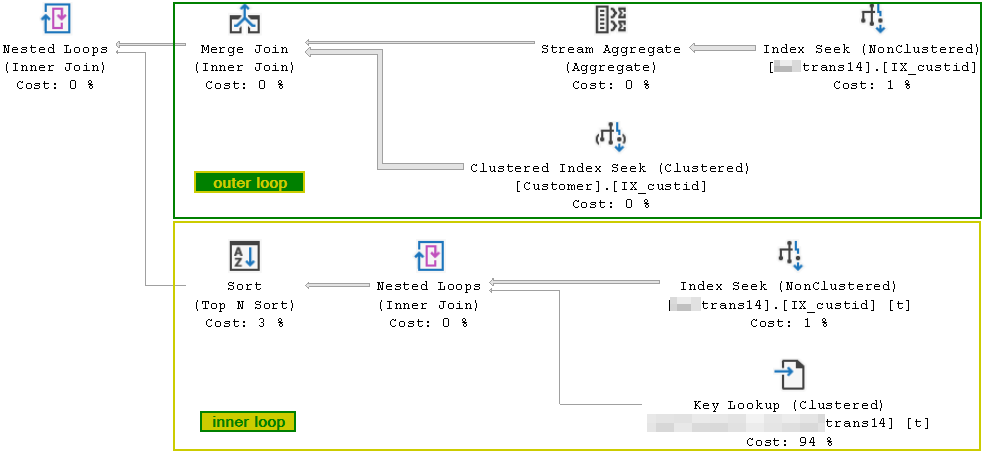 Nested Loops
(Inner Join)
Cost: 0 %
Merge Join
(Inner Join)
Cost: 0 %
Stream Aggregate
(Aggregate)
Cost: 0 %
Index Seek (NonClustered)
[trans14].[IX_custid]
Cost: 1 %
Clustered Index Seek (Clustered)
[Customer].[IX_custid]
Cost: 0 %
outer loop
Sort
(Top N Sort)
Cost: 3 %
Nested Loops
(Inner Join)
Cost: 0 %
Index Seek (NonClustered)
[trans14].[IX_custid] [t]
Cost: 1 %
Key Lookup (Clustered)
trans14] [t]
Cost: 94 %
inner loop